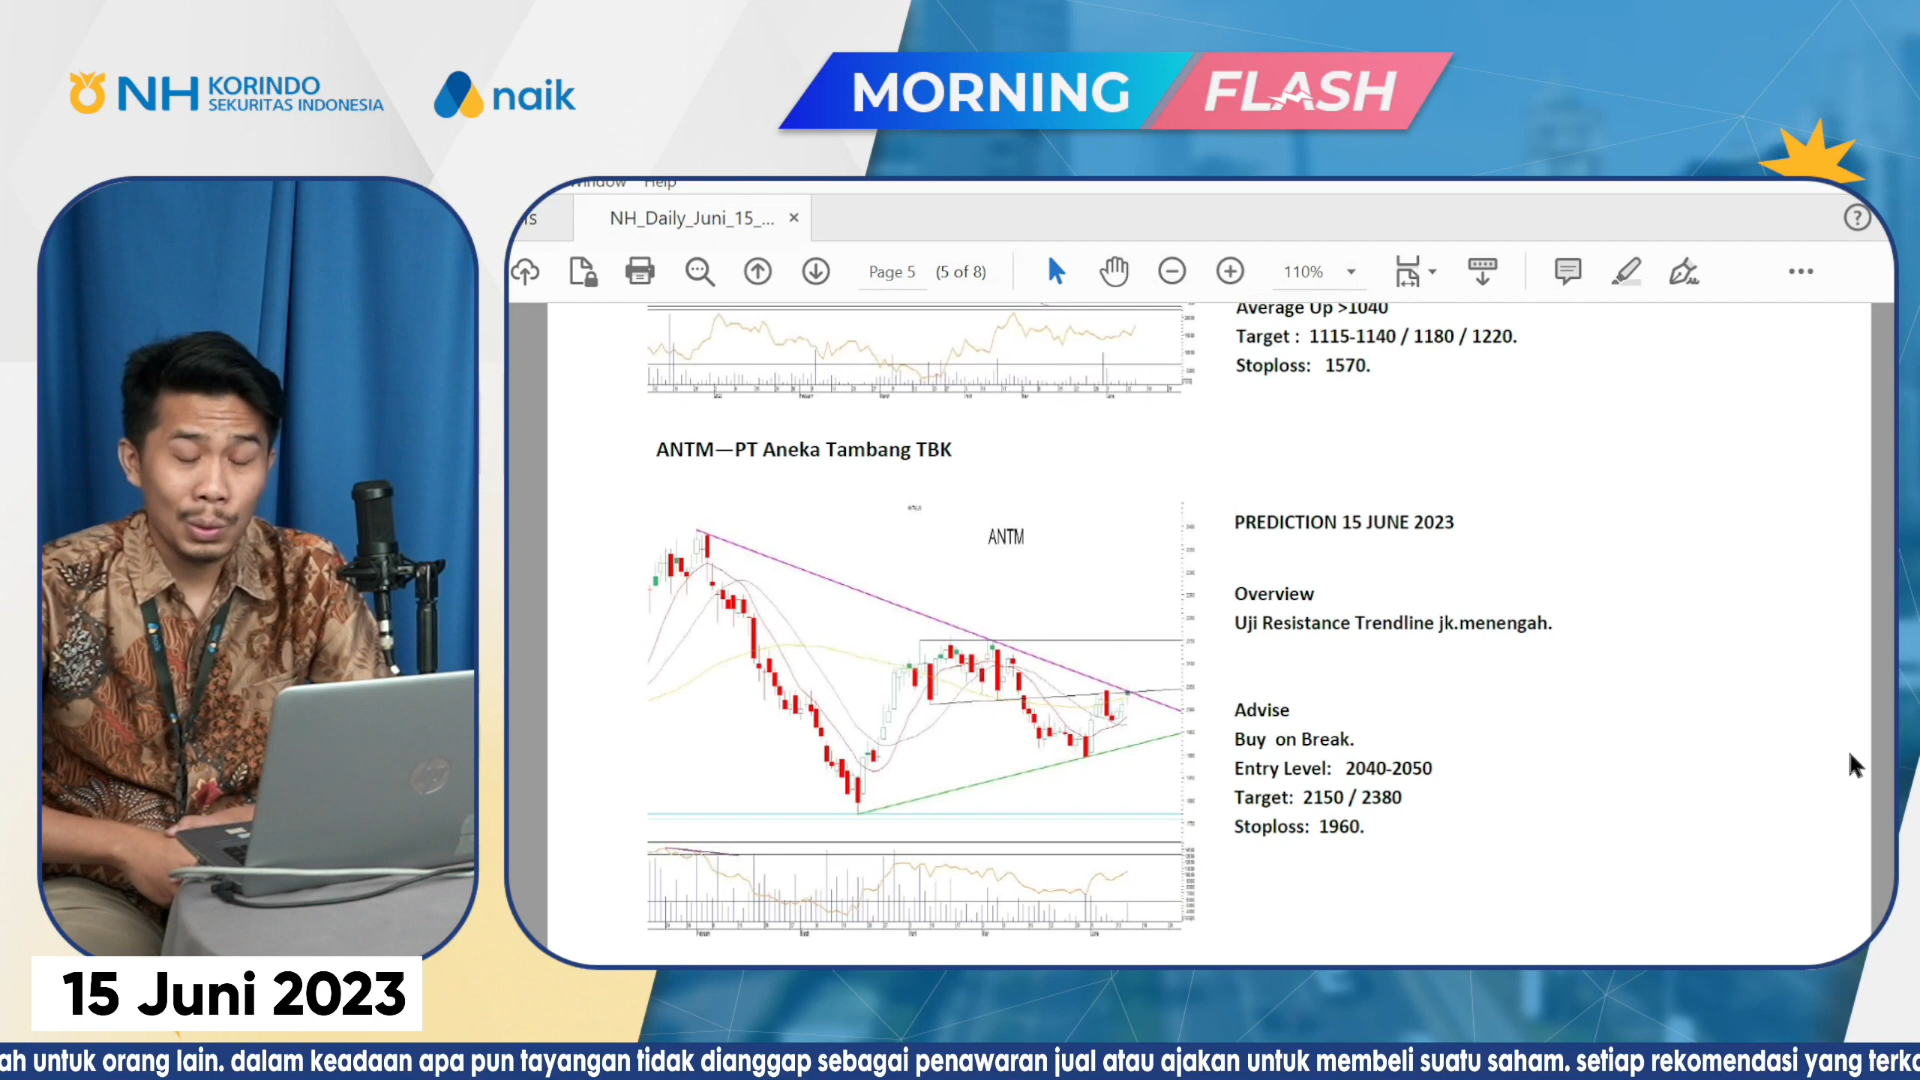 NH KORINDO
SEKURITAS INDONESIA
naik
MORNING FLASH
Window Help
NH_Daily_Juni_15_... ×
Page 5 (5 of 8)
110%
Average Up >1040
Target : 1115-1140 / 1180 / 1220.
Stoploss: 1570.
ANTM—PT Aneka Tambang TBK
ANTM
PREDICTION 15 JUNE 2023
Overview
Uji Resistance Trendline jk.menengah.
Advise
Buy on Break.
Entry Level: 2040-2050
Target: 2150 / 2380
Stoploss: 1960.
15 Juni 2023
ah untuk orang lain. dalam keadaan apa pun tayangan tidak dianggap sebagai penawaran jual atau ajakan untuk membeli suatu saham. setiap rekomendasi yang terka